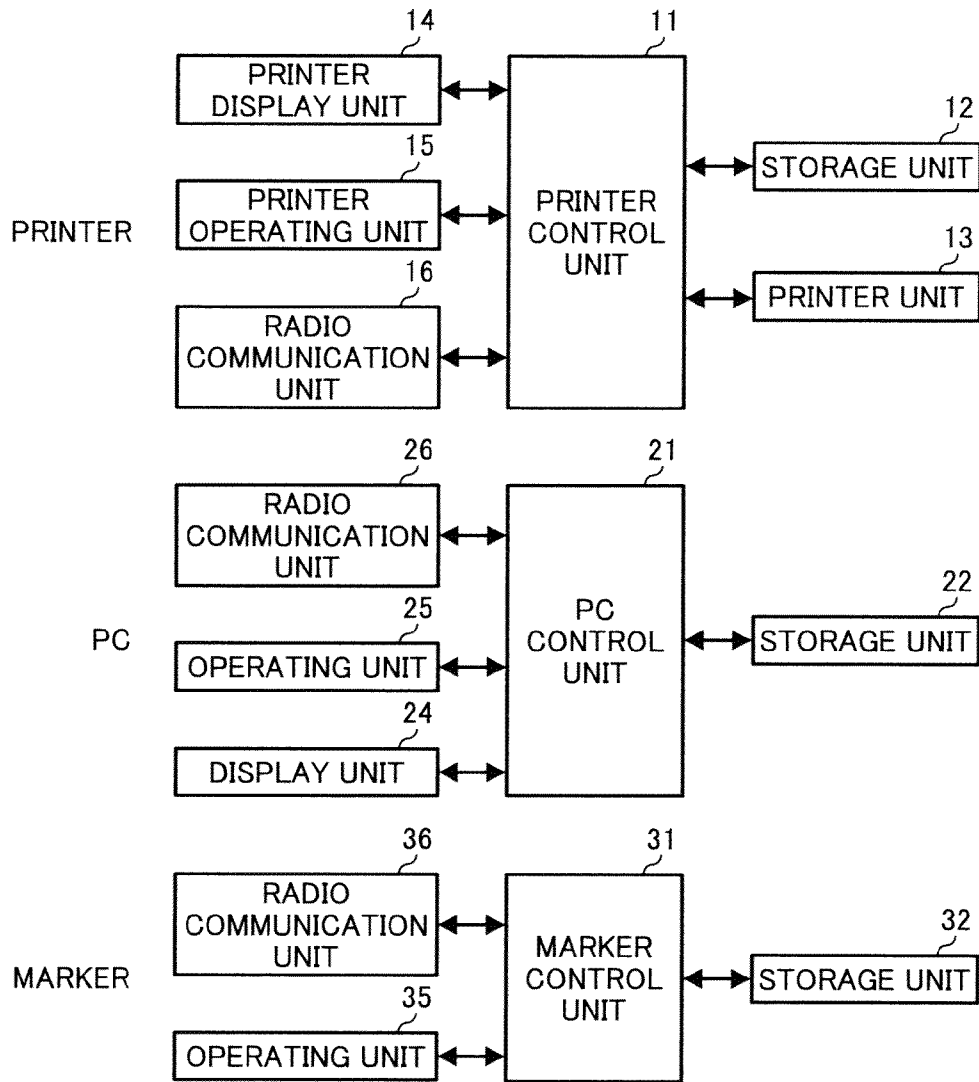 14
PRINTER
DISPLAY UNIT
15
PRINTER
OPERATING UNIT
16
RADIO
COMMUNICATION
UNIT
PRINTER
11
PRINTER
CONTROL
UNIT
12
STORAGE UNIT
13
PRINTER UNIT
26
RADIO
COMMUNICATION
UNIT
25
OPERATING UNIT
24
DISPLAY UNIT
PC
21
PC
CONTROL
UNIT
22
STORAGE UNIT
36
RADIO
COMMUNICATION
UNIT
35
OPERATING UNIT
MARKER
31
MARKER
CONTROL
UNIT
32
STORAGE UNIT